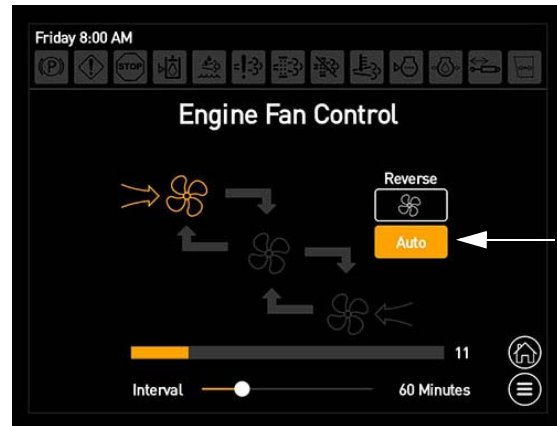 Friday 8:00 AM
P
STOP
Engine Fan Control
Reverse
Auto
11
Interval
60 Minutes